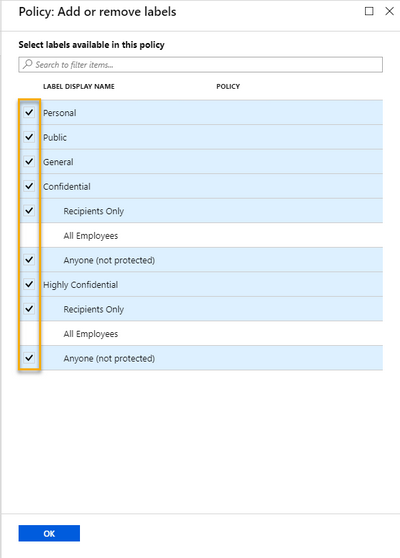 Policy: Add or remove labels
Select labels available in this policy
Search to filter items...
LABEL DISPLAY NAME POLICY
Personal
Public
General
Confidential
Recipients Only
All Employees
Anyone (not protected)
Highly Confidential
Recipients Only
All Employees
Anyone (not protected)
OK